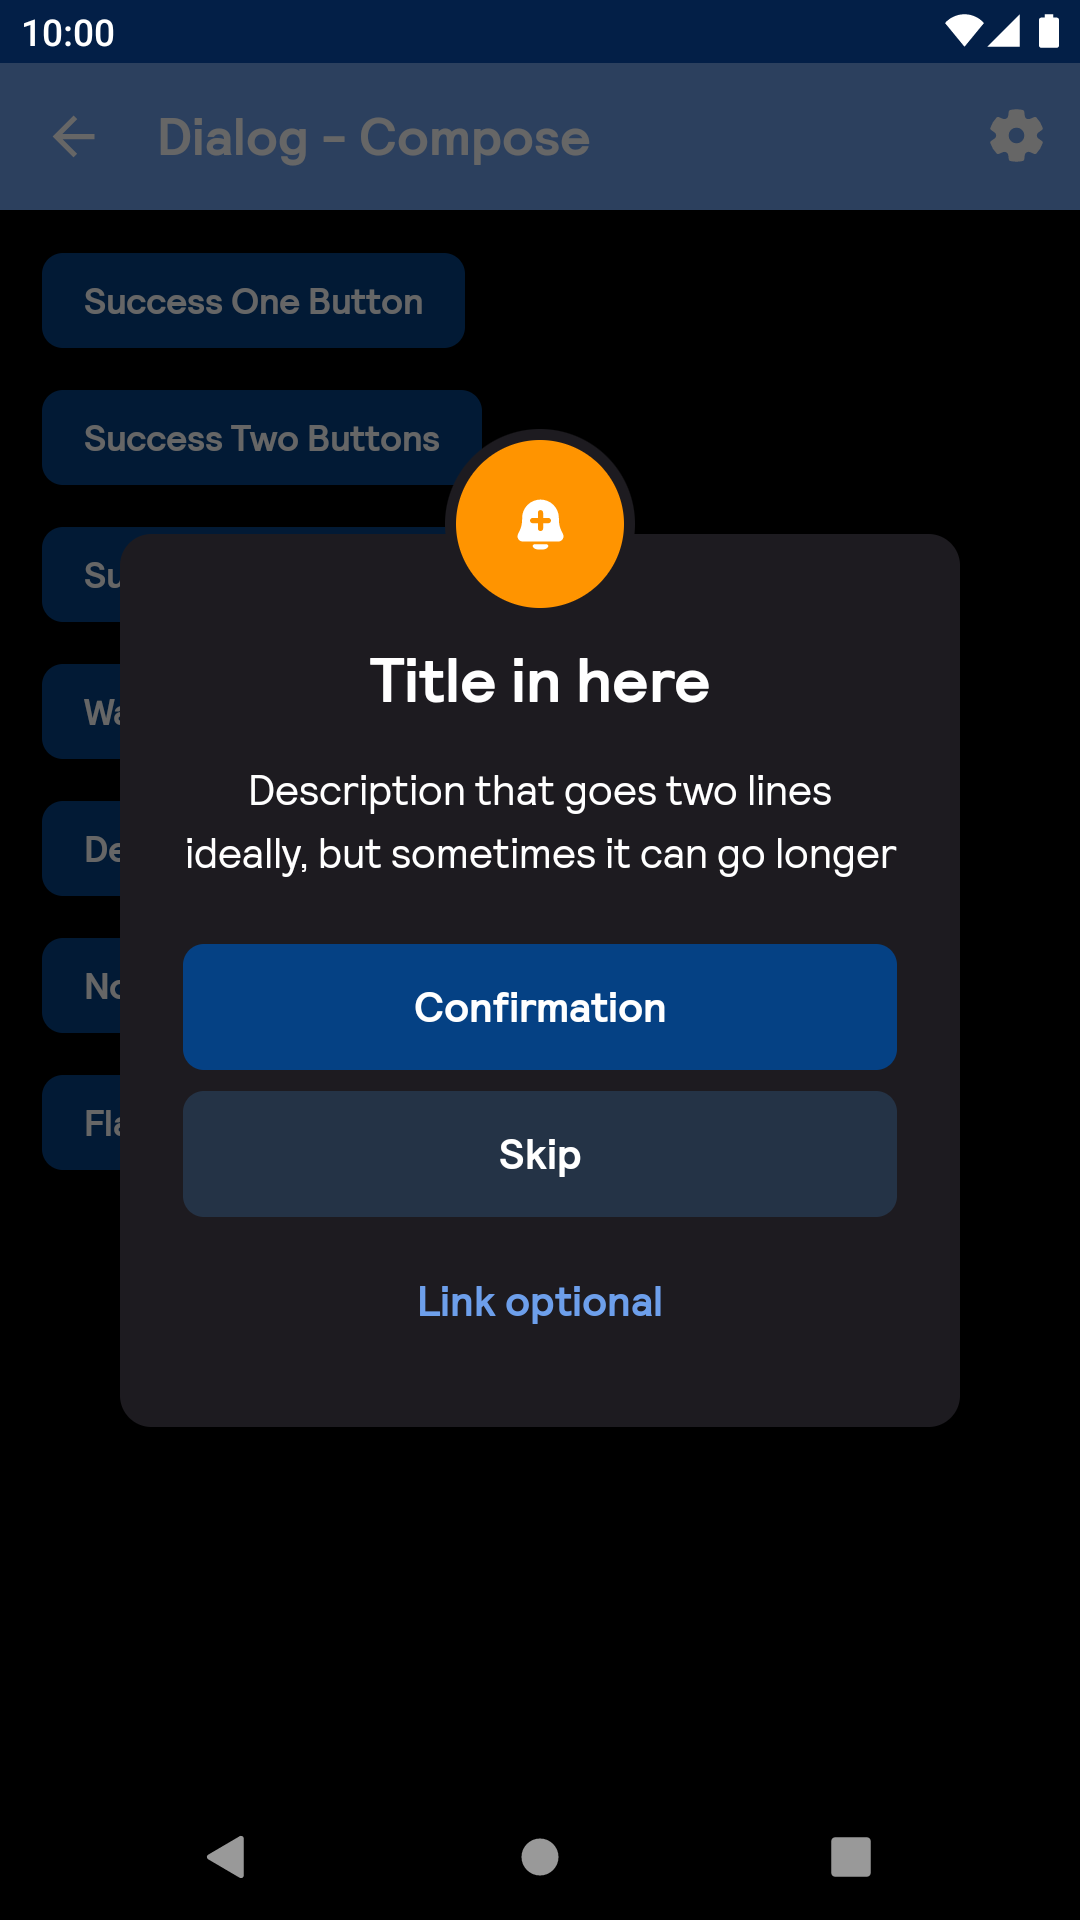 10:00
Dialog - Compose
Success One Button
Success Two Buttons
Title in here
Description that goes two lines
ideally, but sometimes it can go longer
Confirmation
Skip
Link optional